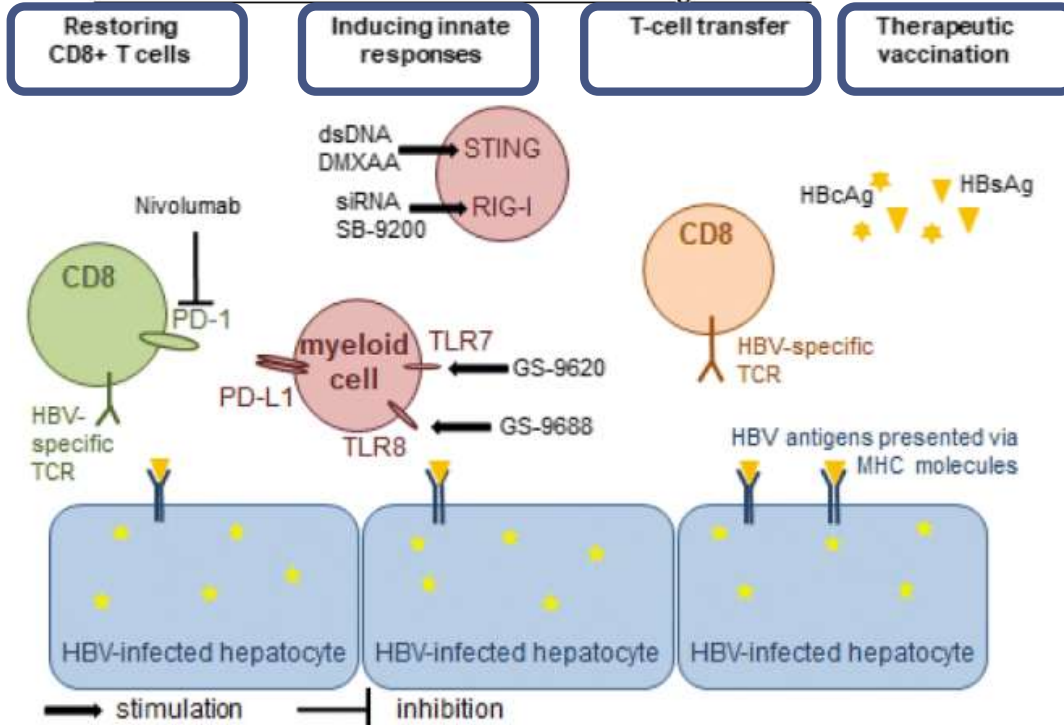 Restoring
CD8+ T cells
Inducing innate
responses
T-cell transfer
Therapeutic
vaccination
dsDNA
DMXAA
STING
siRNA
SB-9200
RIG-I
Nivolumab
CD8
PD-1
HBV-
specific
TCR
myeloid
cell
PD-L1
TLR7
GS-9620
TLR8
GS-9688
CD8
HBV-specific
TCR
HBcAg
HBsAg
HBV antigens presented via
MHC molecules
HBV-infected hepatocyte
HBV-infected hepatocyte
HBV-infected hepatocyte
stimulation
inhibition